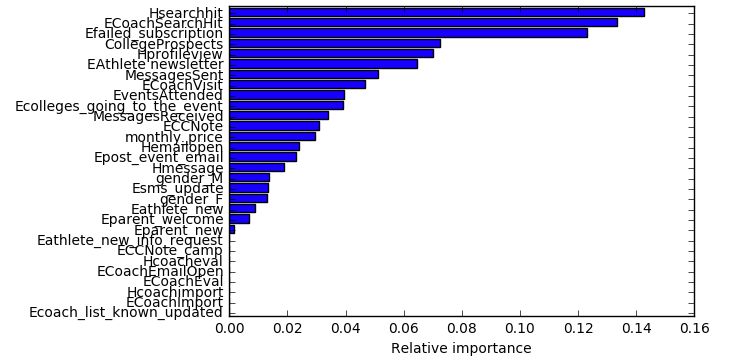 Hsearchhit
ECoachSearchHit
Efailed_subscription
CollegeProspects
Hprofileview
EAthlete newsletter
MessagesSent
ECoachVisit
EventsAttended
Ecolleges_going_to_the_event
MessagesReceived
ECCNote
monthly_price
Hemailopen
Epost_event_email
Hmessage
gender_M
Esms_update
gender_F
Eathlete_new
Eparent_welcome
Eparent_new
Eathlete_new_info_request
ECCNote_camp
Hcoacheval
ECoachEmailOpen
ECoachEval
Hcoachimport
ECoachImport
Ecoach_list_known_updated
0.00 0.02 0.04 0.06 0.08 0.10 0.12 0.14 0.16
Relative importance